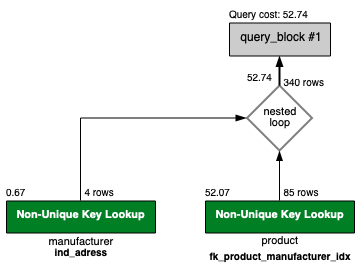 Query cost: 52.74
query_block #1
52.74
340 rows
nested
loop
0.67
4 rows
52.07
85 rows
Non-Unique Key Lookup
Non-Unique Key Lookup
manufacturer
ind_adress
product
fk_product_manufacturer_idx